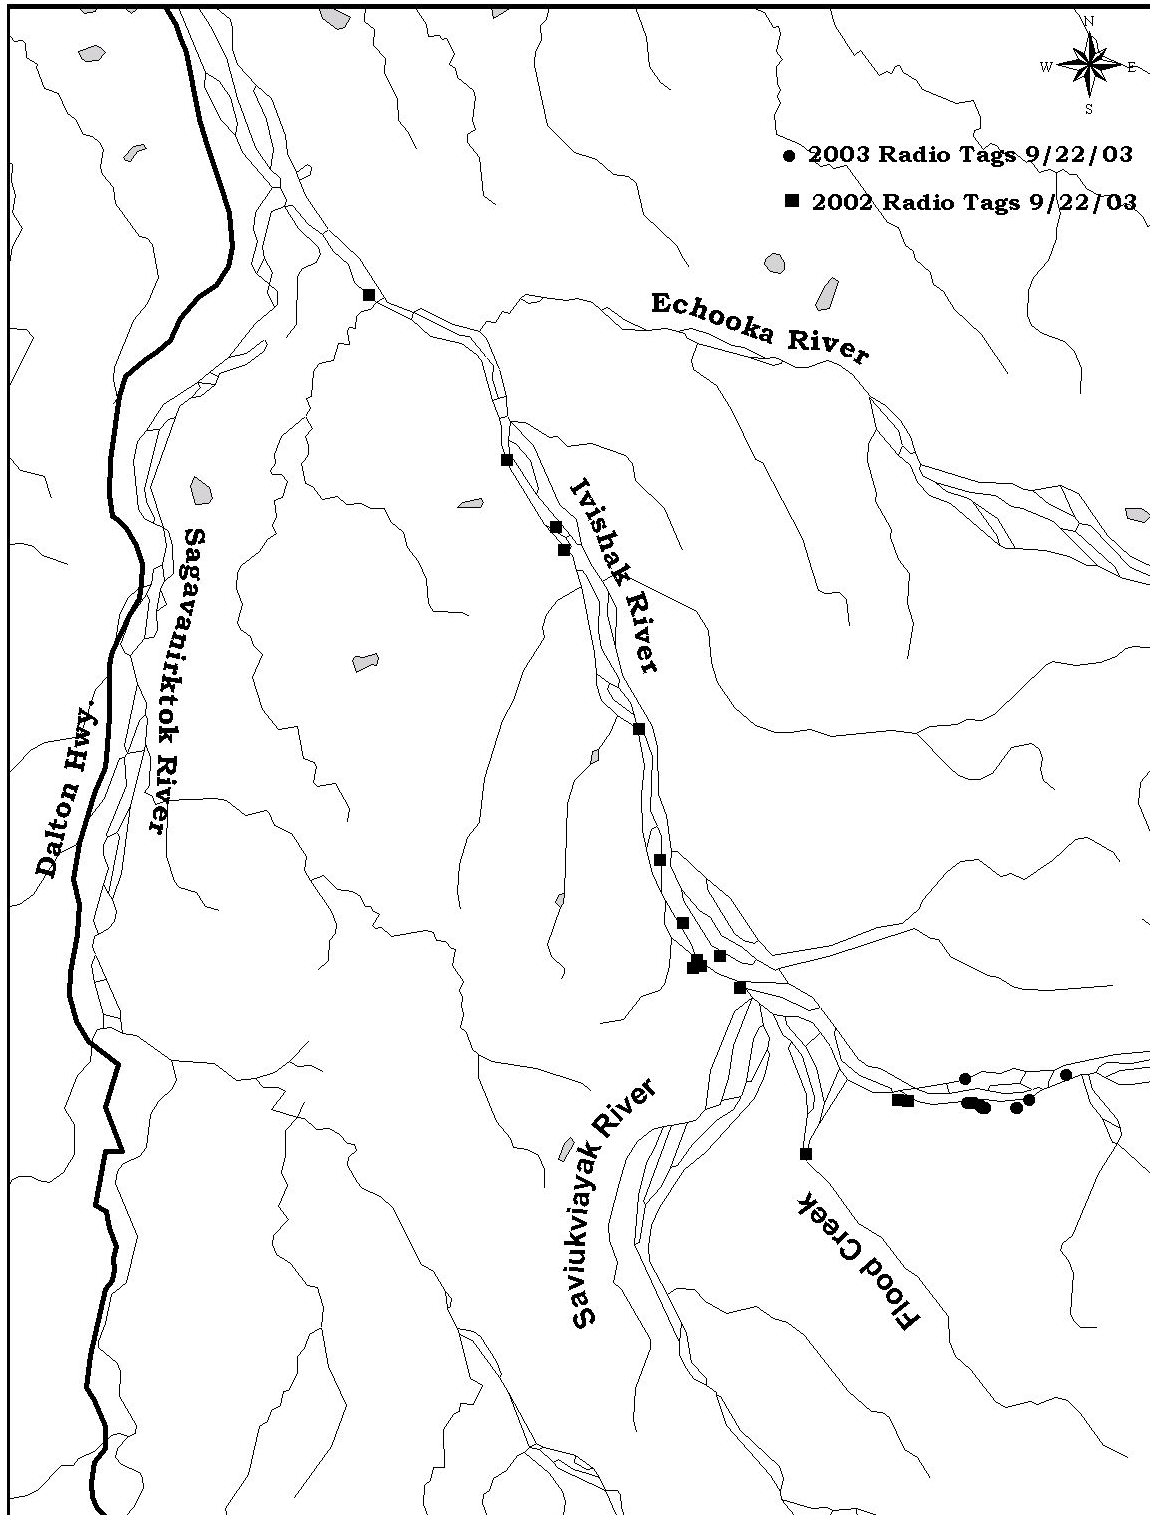 N
W E
S
2003 Radio Tags 9/22/03
2002 Radio Tags 9/22/03
Echooka River
Ivishak River
Sagavanirktok River
Dalton Hwy.
Saviukviayak River
Flood Creek